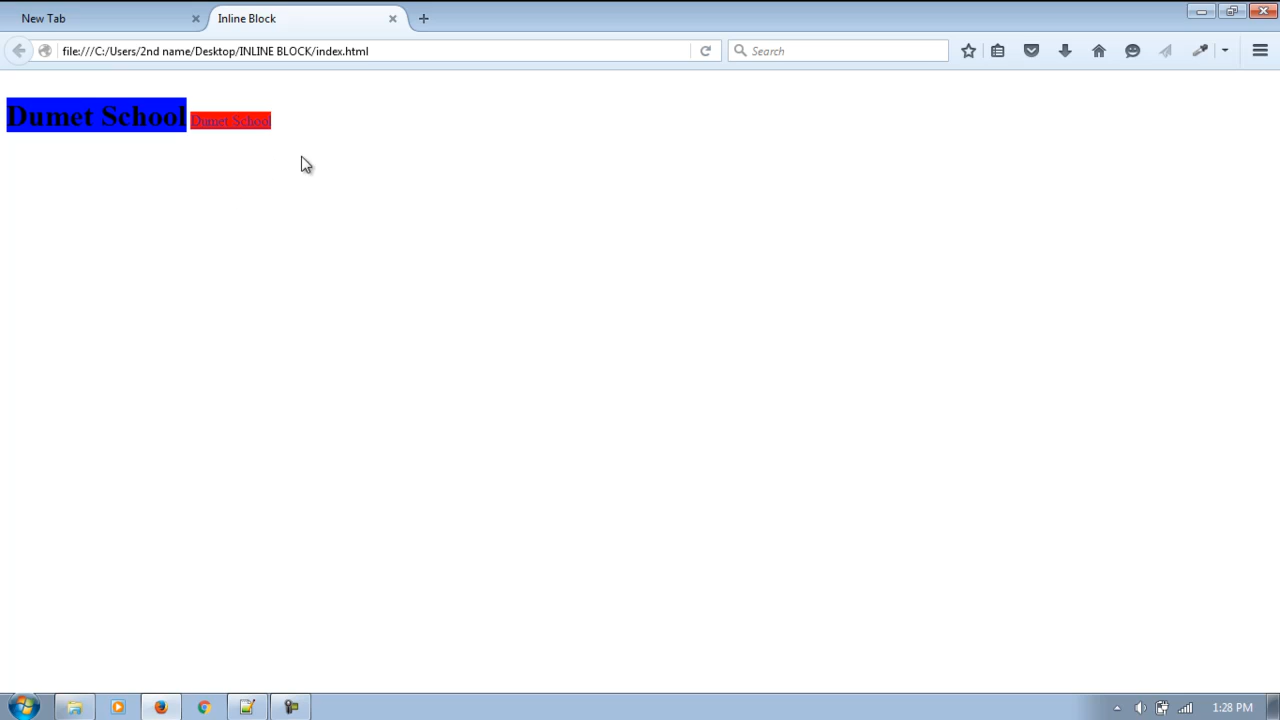 New Tab
Inline Block
file:///C:/Users/2nd name/Desktop/INLINE BLOCK/index.html
Search
Dumet School Dumet School
1:28 PM